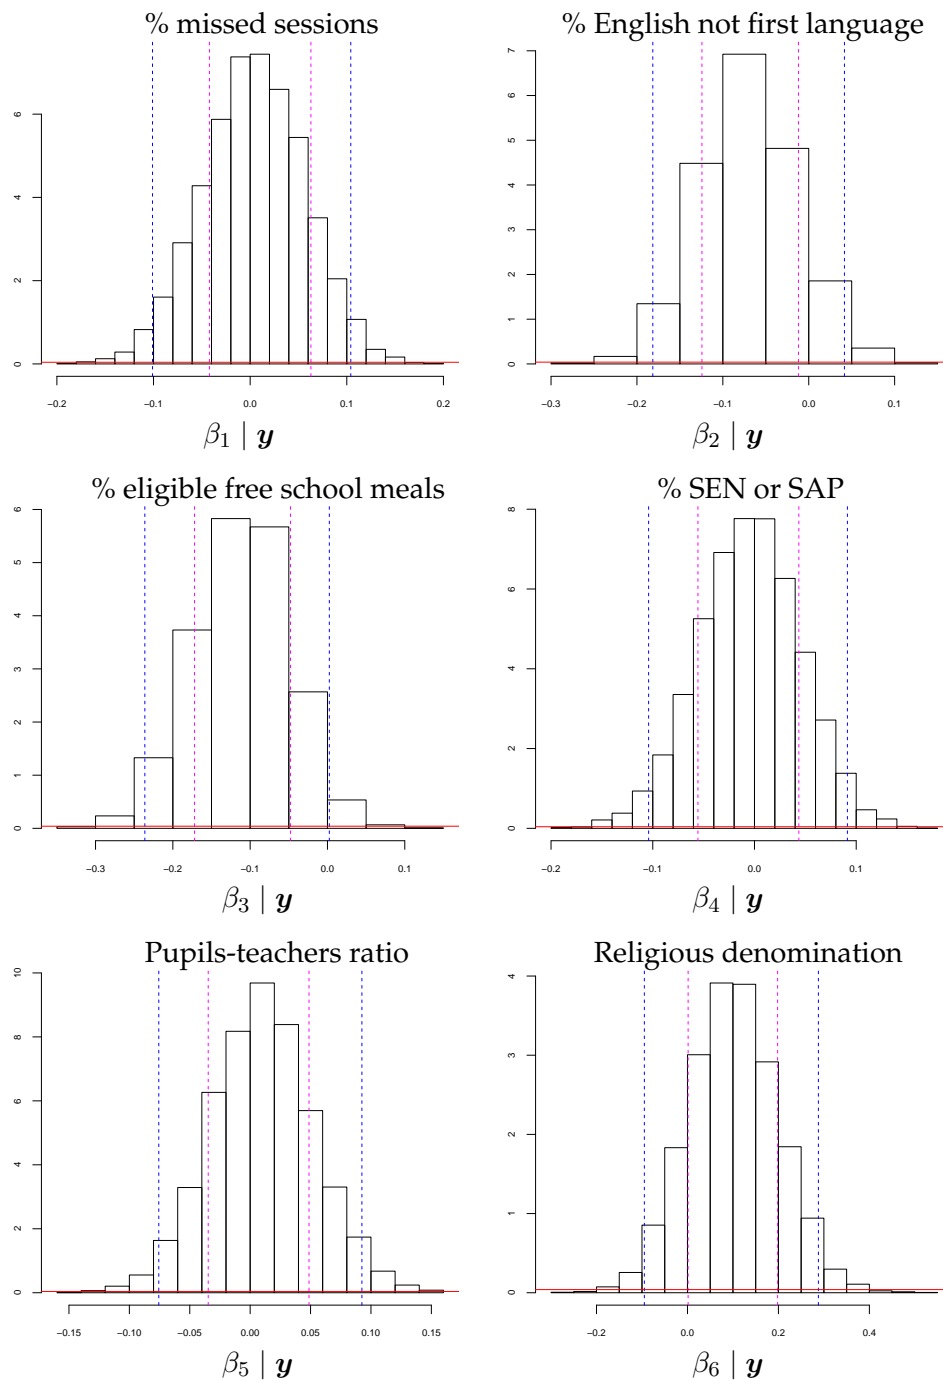 % missed sessions
6
4
2
0
−0.2 −0.1 0.0 0.1 0.2
β₁ | y
% English not first language
7
6
5
4
3
2
1
0
−0.3 −0.2 −0.1 0.0
β₂ | y
% eligible free school meals
6
5
4
3
2
1
0
−0.3 −0.2 −0.1 0.0 0.1
β₃ | y
% SEN or SAP
8
6
4
2
0
−0.2 −0.1 0.0 0.1
β₄ | y
Pupils-teachers ratio
10
8
6
4
2
0
−0.15 −0.10 −0.05 0.00 0.05 0.10 0.15
β₅ | y
Religious denomination
4
3
2
1
0
−0.2 0.0 0.2 0.4
β₆ | y